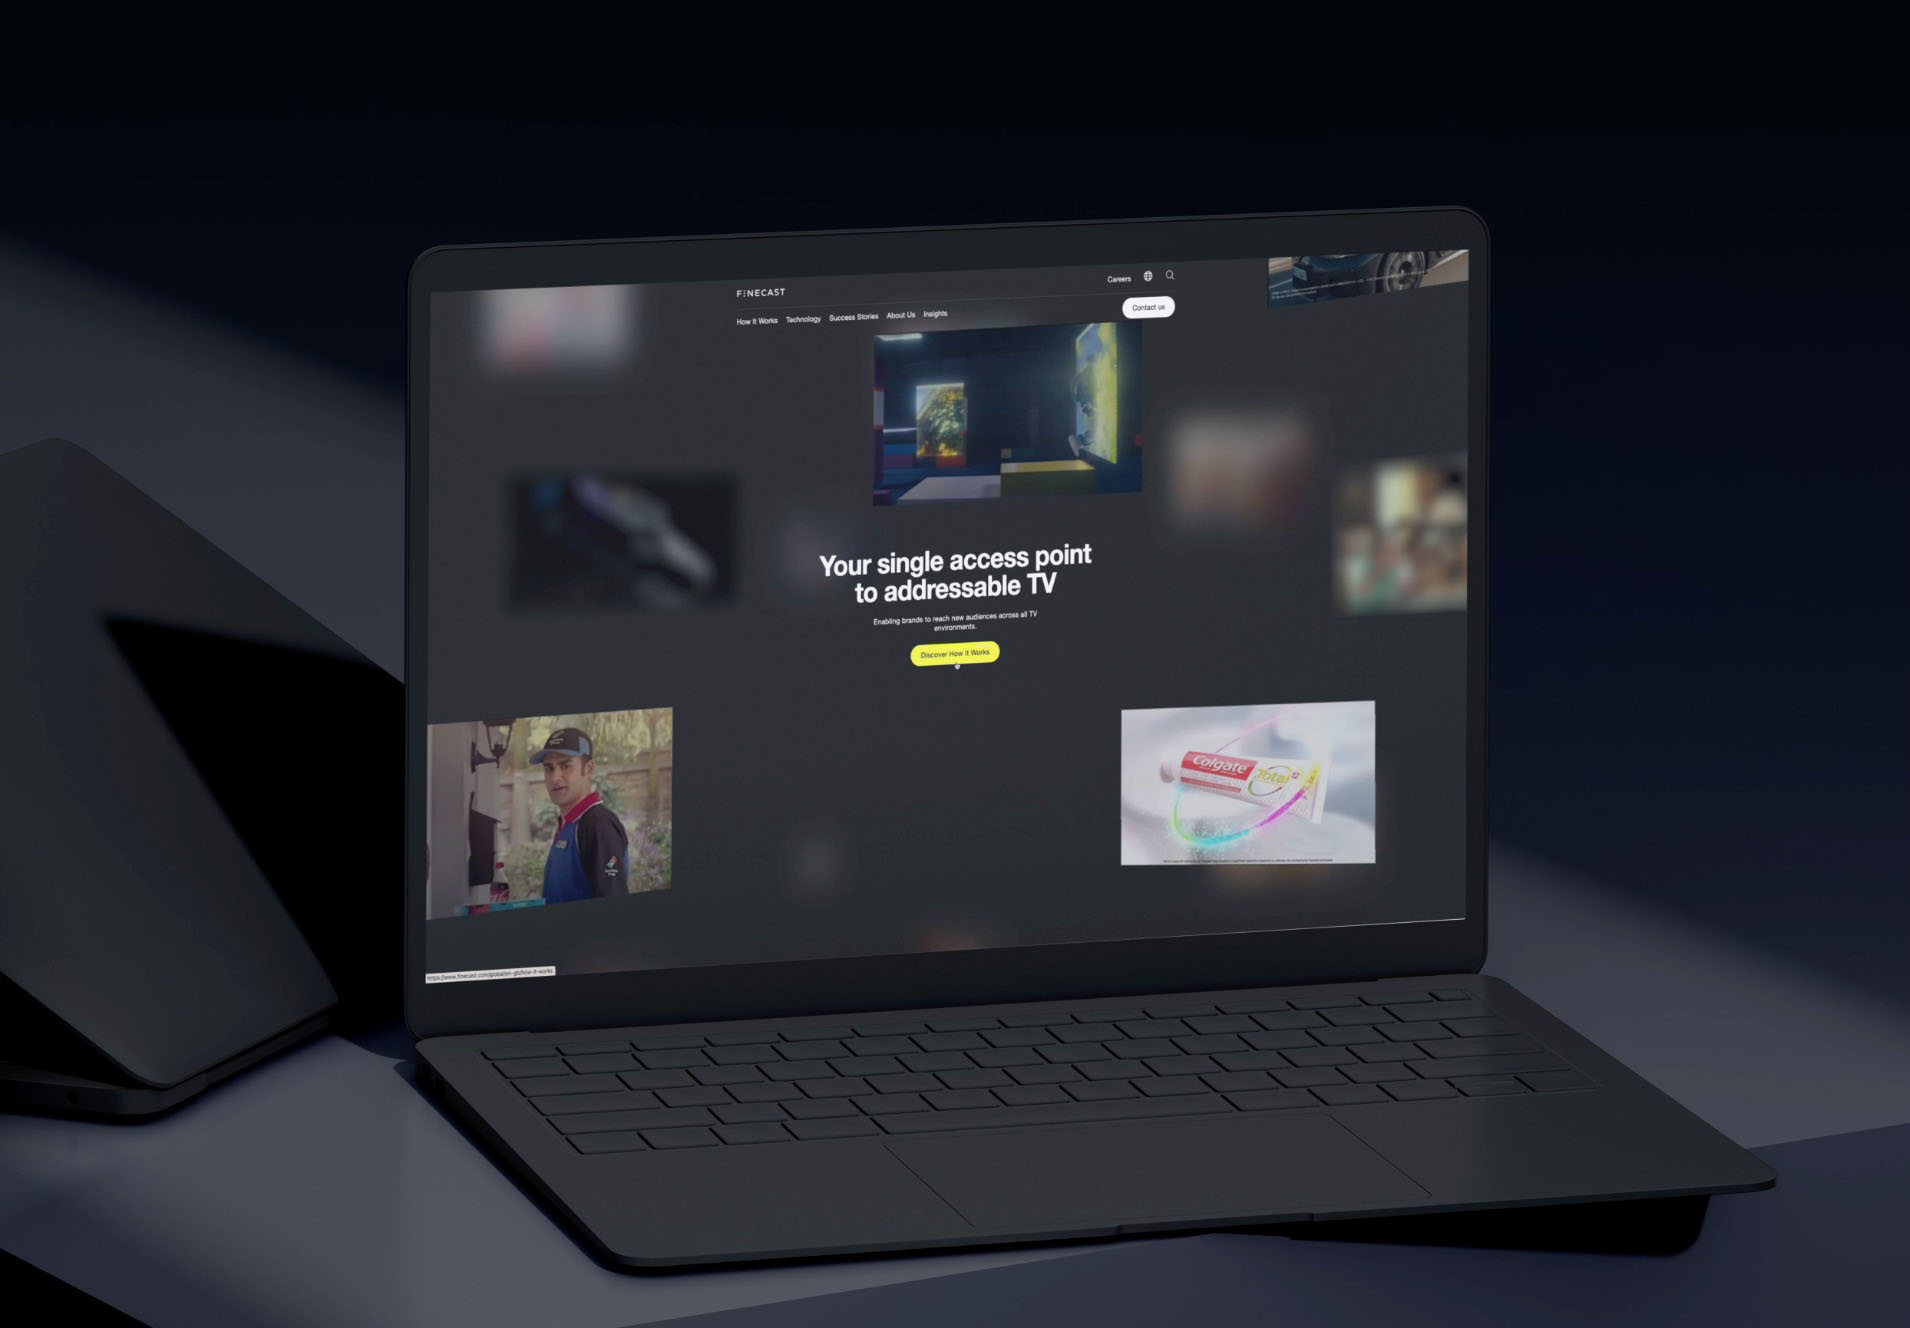 FINECAST
Careers
How It Works Technology Success Stories About Us Insights
Contact us
Your single access point
to addressable TV
Enabling brands to reach new audiences across all TV
environments.
Discover How It Works
Colgate
Total
https://www.finecast.com/global/en-gb/how-it-works